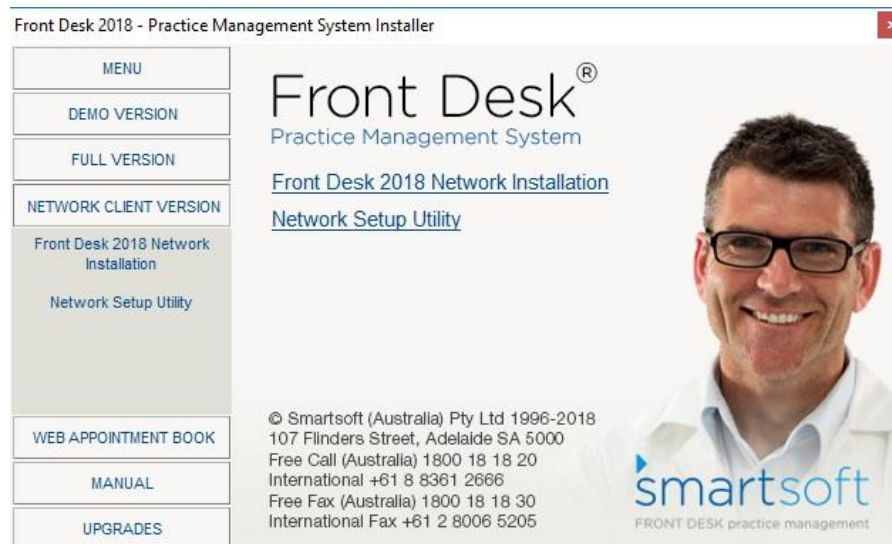 Front Desk 2018 - Practice Management System Installer
x
MENU
DEMO VERSION
FULL VERSION
NETWORK CLIENT VERSION
Front Desk 2018 Network
Installation
Network Setup Utility
WEB APPOINTMENT BOOK
MANUAL
UPGRADES
Front Desk®
Practice Management System
Front Desk 2018 Network Installation
Network Setup Utility
© Smartsoft (Australia) Pty Ltd 1996-2018
107 Flinders Street, Adelaide SA 5000
Free Call (Australia) 1800 18 18 20
International +61 8 8361 2666
Free Fax (Australia) 1800 18 18 30
International Fax +61 2 8006 5205
smartsoft
FRONT DESK practice management